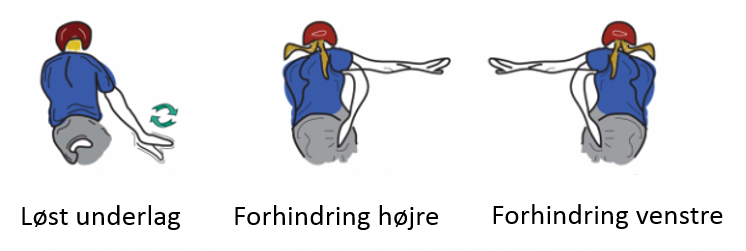 Løst underlag
Forhindring højre
Forhindring venstre